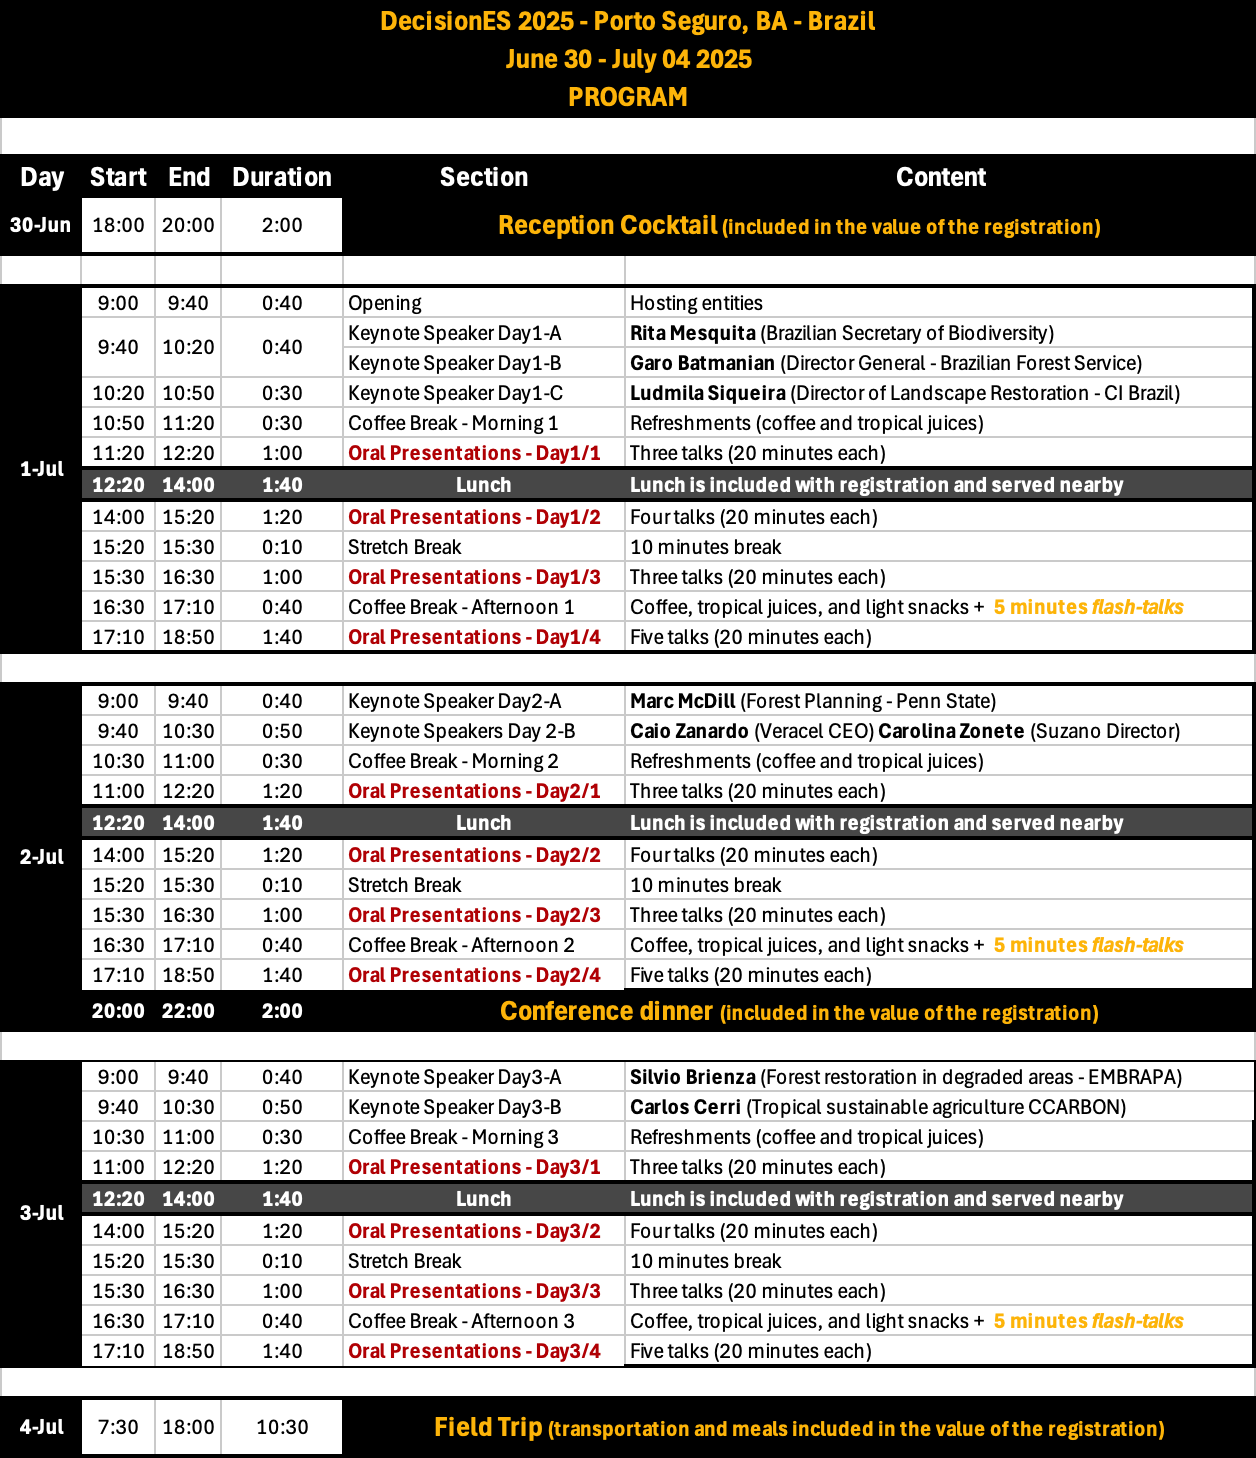 DecisionES 2025 - Porto Seguro, BA - Brazil
June 30 - July 04 2025
PROGRAM
Day Start End Duration Section Content
30-Jun 18:00 20:00 2:00 Reception Cocktail (included in the value of the registration)
1-Jul
9:00 9:40 0:40 Opening Hosting entities
9:40 10:20 0:40 Keynote Speaker Day1-A Rita Mesquita (Brazilian Secretary of Biodiversity)
Keynote Speaker Day1-B Garo Batmanian (Director General - Brazilian Forest Service)
10:20 10:50 0:30 Keynote Speaker Day1-C Ludmila Siqueira (Director of Landscape Restoration - CI Brazil)
10:50 11:20 0:30 Coffee Break - Morning 1 Refreshments (coffee and tropical juices)
11:20 12:20 1:00 Oral Presentations - Day1/1 Three talks (20 minutes each)
12:20 14:00 1:40 Lunch Lunch is included with registration and served nearby
14:00 15:20 1:20 Oral Presentations - Day1/2 Four talks (20 minutes each)
15:20 15:30 0:10 Stretch Break 10 minutes break
15:30 16:30 1:00 Oral Presentations - Day1/3 Three talks (20 minutes each)
16:30 17:10 0:40 Coffee Break - Afternoon 1 Coffee, tropical juices, and light snacks + 5 minutes flash-talks
17:10 18:50 1:40 Oral Presentations - Day1/4 Five talks (20 minutes each)
2-Jul
9:00 9:40 0:40 Keynote Speaker Day2-A Marc McDill (Forest Planning - Penn State)
9:40 10:30 0:50 Keynote Speakers Day 2-B Caio Zanardo (Veracel CEO) Carolina Zonete (Suzano Director)
10:30 11:00 0:30 Coffee Break - Morning 2 Refreshments (coffee and tropical juices)
11:00 12:20 1:20 Oral Presentations - Day2/1 Three talks (20 minutes each)
12:20 14:00 1:40 Lunch Lunch is included with registration and served nearby
14:00 15:20 1:20 Oral Presentations - Day2/2 Four talks (20 minutes each)
15:20 15:30 0:10 Stretch Break 10 minutes break
15:30 16:30 1:00 Oral Presentations - Day2/3 Three talks (20 minutes each)
16:30 17:10 0:40 Coffee Break - Afternoon 2 Coffee, tropical juices, and light snacks + 5 minutes flash-talks
17:10 18:50 1:40 Oral Presentations - Day2/4 Five talks (20 minutes each)
20:00 22:00 2:00 Conference dinner (included in the value of the registration)
3-Jul
9:00 9:40 0:40 Keynote Speaker Day3-A Silvio Brienza (Forest restoration in degraded areas - EMBRAPA)
9:40 10:30 0:50 Keynote Speaker Day3-B Carlos Cerri (Tropical sustainable agriculture CCARBON)
10:30 11:00 0:30 Coffee Break - Morning 3 Refreshments (coffee and tropical juices)
11:00 12:20 1:20 Oral Presentations - Day3/1 Three talks (20 minutes each)
12:20 14:00 1:40 Lunch Lunch is included with registration and served nearby
14:00 15:20 1:20 Oral Presentations - Day3/2 Four talks (20 minutes each)
15:20 15:30 0:10 Stretch Break 10 minutes break
15:30 16:30 1:00 Oral Presentations - Day3/3 Three talks (20 minutes each)
16:30 17:10 0:40 Coffee Break - Afternoon 3 Coffee, tropical juices, and light snacks + 5 minutes flash-talks
17:10 18:50 1:40 Oral Presentations - Day3/4 Five talks (20 minutes each)
4-Jul 7:30 18:00 10:30 Field Trip (transportation and meals included in the value of the registration)